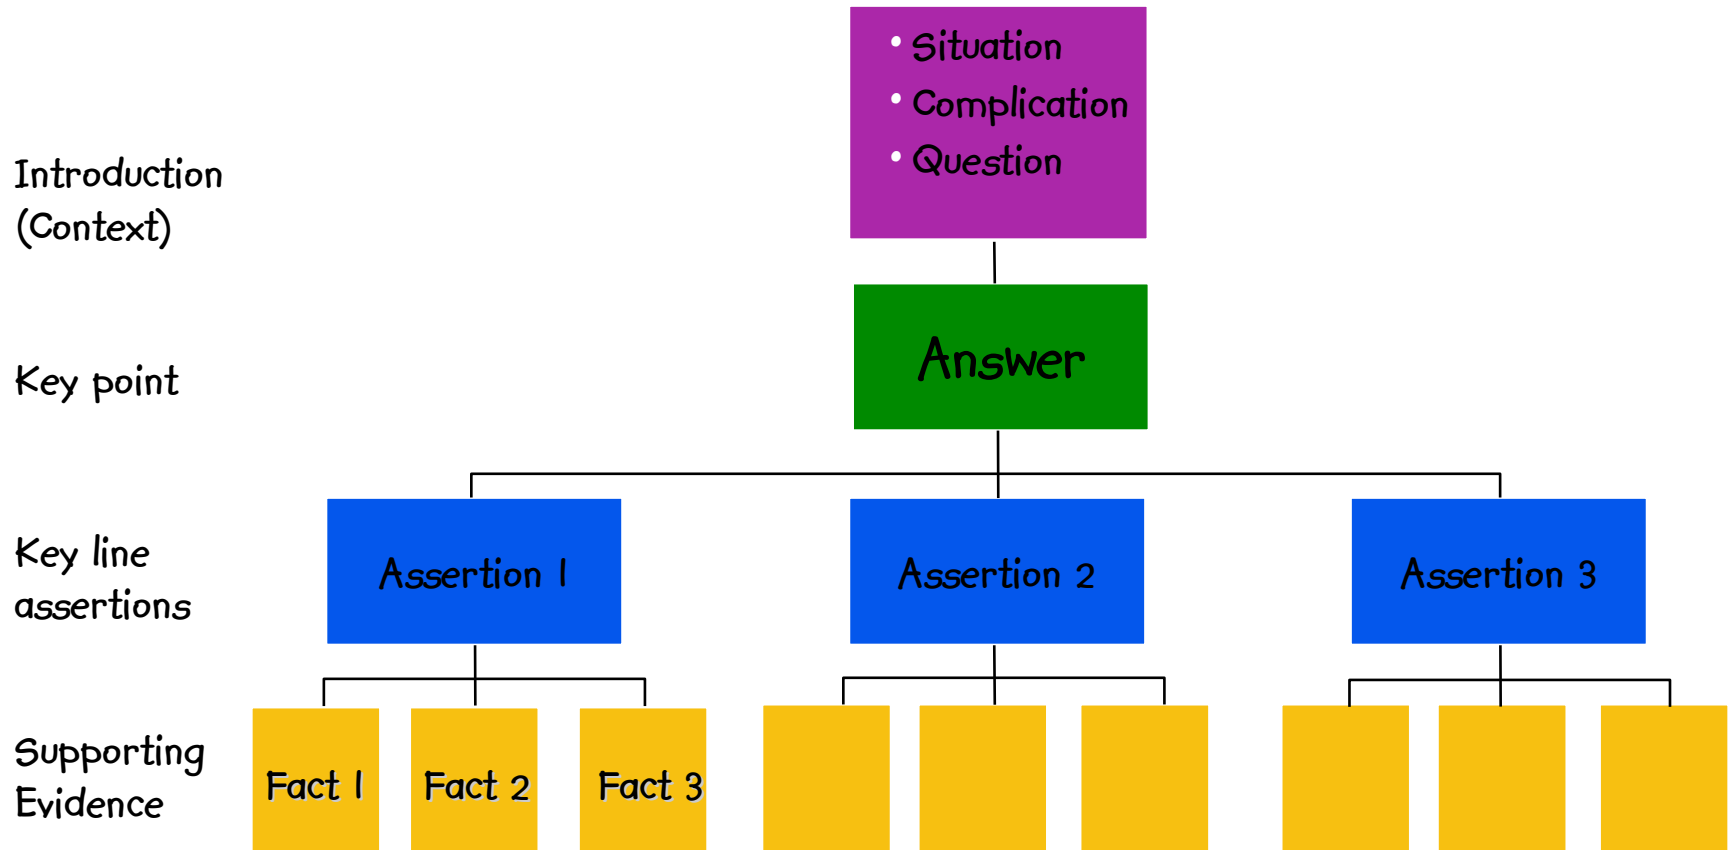 Situation
Complication
Question
Introduction
(Context)
Answer
Key point
Key line
assertions
Assertion 1
Assertion 2
Assertion 3
Supporting
Evidence
Fact 1
Fact 2
Fact 3